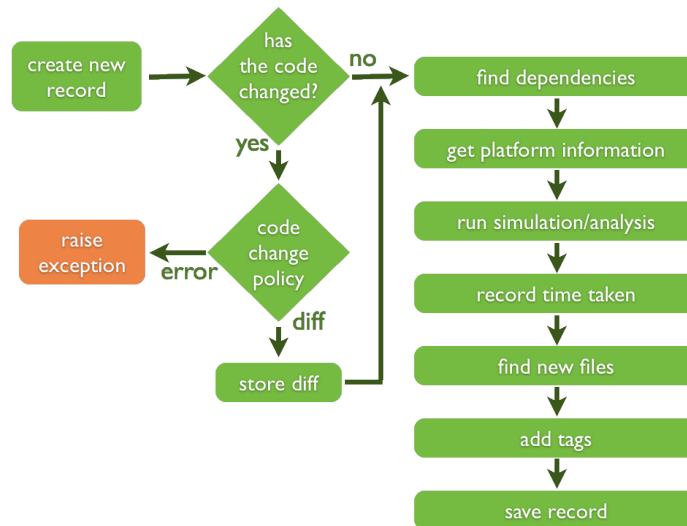 create new
record
has
the code
changed?
no
yes
code
change
policy
error
raise
exception
diff
store diff
find dependencies
get platform information
run simulation/analysis
record time taken
find new files
add tags
save record